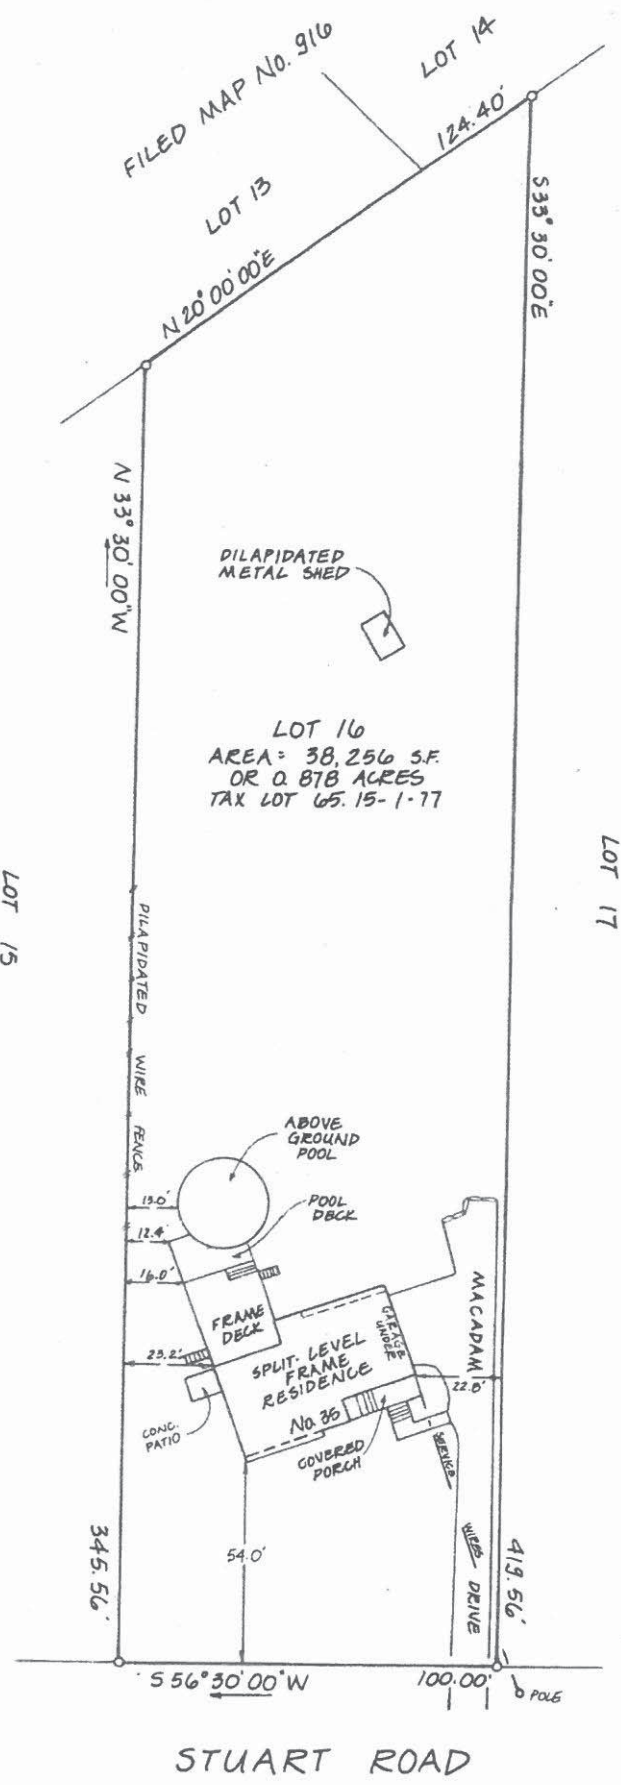 LOT 14
FILED MAP No. 916
124.40'
LOT 13
S 33° 30' 00"E
N 20° 00' 00"E
N 33° 30' 00"W
DILAPIDATED
METAL SHED
LOT 16
AREA = 38,256 S.F.
OR 0.878 ACRES
TAX LOT 65.15-1-77
LOT 17
LOT 15
DILAPIDATED WIRE FENCE
ABOVE
GROUND
POOL
13.0'
POOL
DECK
12.4'
16.0'
FRAME
DECK
GARAGE
UNDER
MACADAM
SPLIT-LEVEL
FRAME
RESIDENCE
23.2'
22.8'
No. 35
CONC.
PATIO
COVERED
PORCH
SERVICE
WIRES
DRIVE
54.0'
345.56'
419.56'
S 56° 30' 00" W
100.00'
POLE
STUART ROAD